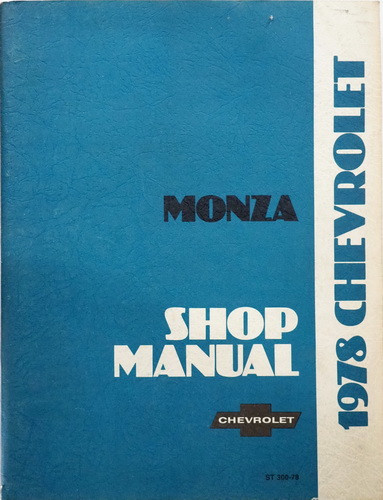 MONZA
SHOP
MANUAL
CHEVROLET
ST 300-78
1978 CHEVROLET